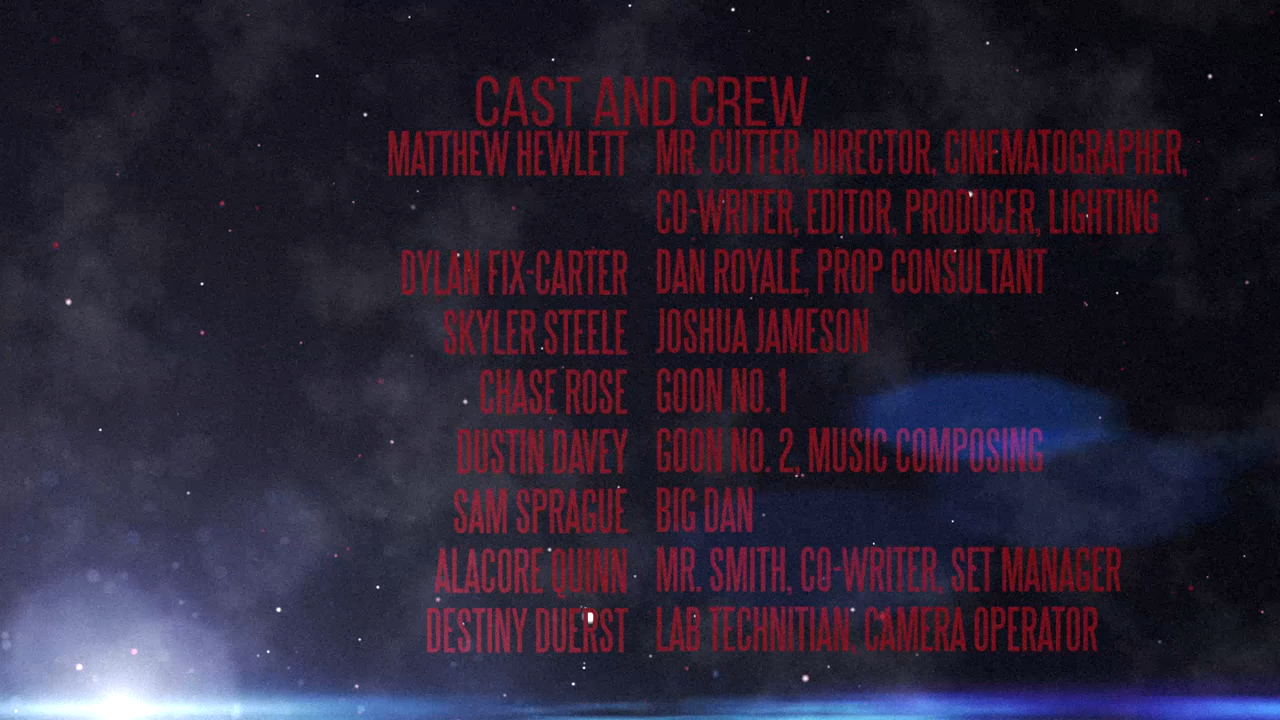 CAST AND CREW
MATTHEW HEWLETT MR. CUTTER, DIRECTOR, CINEMATOGRAPHER,
CO-WRITER, EDITOR, PRODUCER, LIGHTING
DYLAN FIX-CARTER DAN ROYALE, PROP CONSULTANT
SKYLER STEELE JOSHUA JAMESON
CHASE ROSE GOON NO. 1
DUSTIN DAVEY GOON NO. 2, MUSIC COMPOSING
SAM SPRAGUE BIG DAN
ALACORE QUINN MR. SMITH, CO-WRITER, SET MANAGER
DESTINY DUERST LAB TECHNITIAN, CAMERA OPERATOR